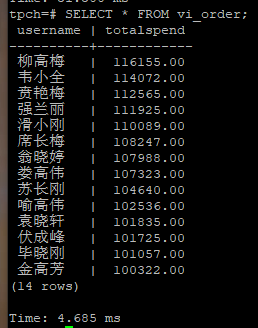 tpch=# SELECT * FROM vi_order;
username | totalspend
----------+------------
柳高梅 | 116155.00
韦小全 | 114072.00
贲艳梅 | 112565.00
强兰丽 | 111925.00
滑小刚 | 110089.00
席长梅 | 108247.00
翁晓婷 | 107988.00
娄高伟 | 107323.00
苏长刚 | 104640.00
喻高伟 | 102536.00
袁晓轩 | 101835.00
伏成峰 | 101725.00
毕晓刚 | 101057.00
金高芳 | 100322.00
(14 rows)
Time: 4.685 ms